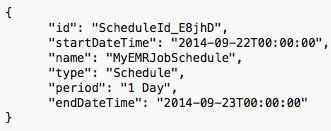 {
"id": "ScheduleId_E8jhD",
"startDateTime": "2014-09-22T00:00:00",
"name": "MyEMRJobSchedule",
"type": "Schedule",
"period": "1 Day",
"endDateTime": "2014-09-23T00:00:00"
}